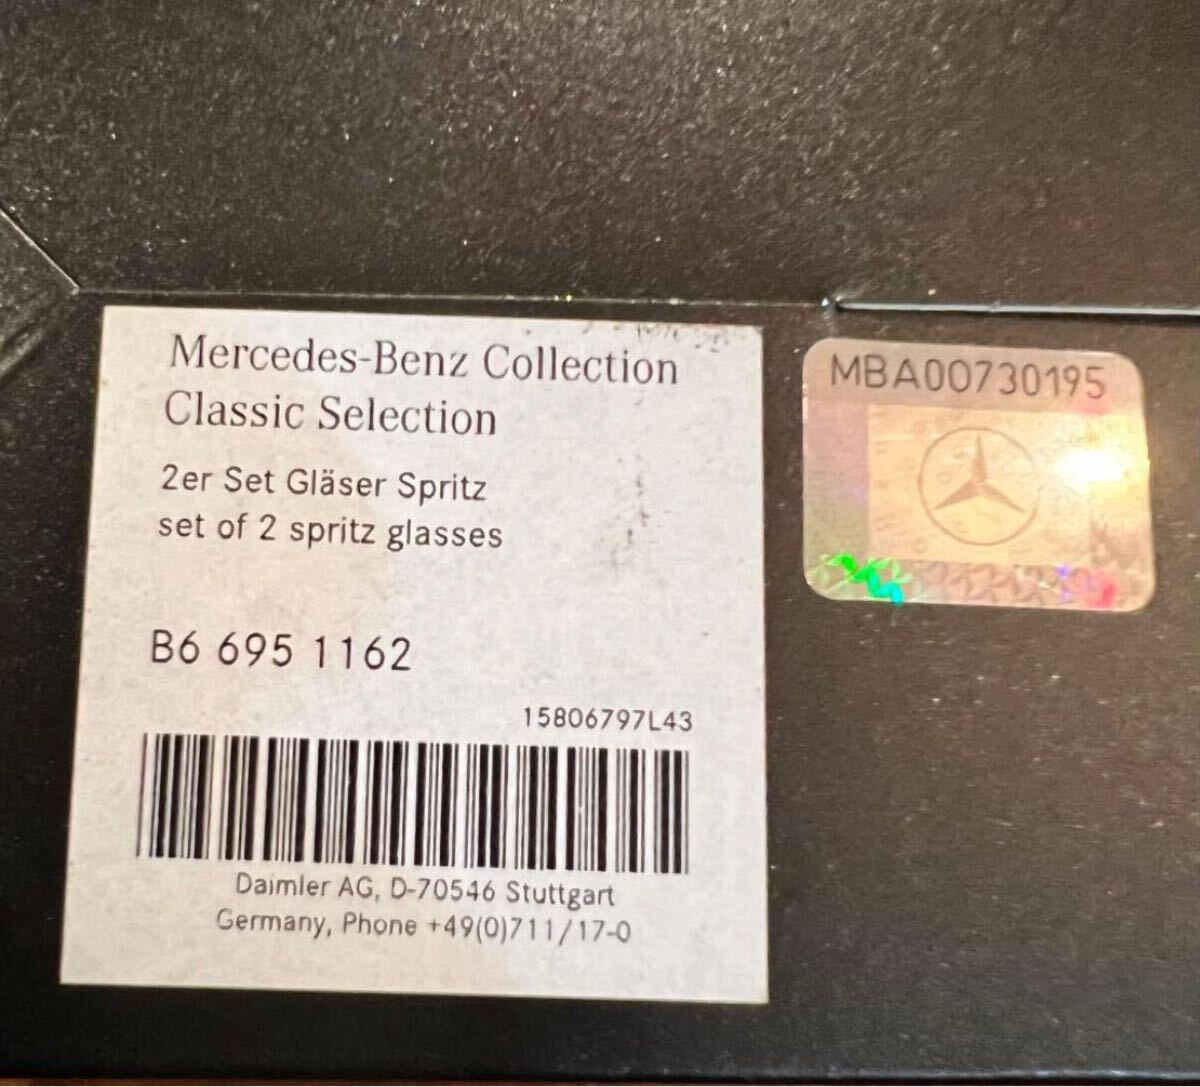 Mercedes-Benz Collection
Classic Selection
2er Set Gläser Spritz
set of 2 spritz glasses
B6 695 1162
15806797L43
Daimler AG, D-70546 Stuttgart
Germany, Phone +49(0)711/17-0
MBA00730195